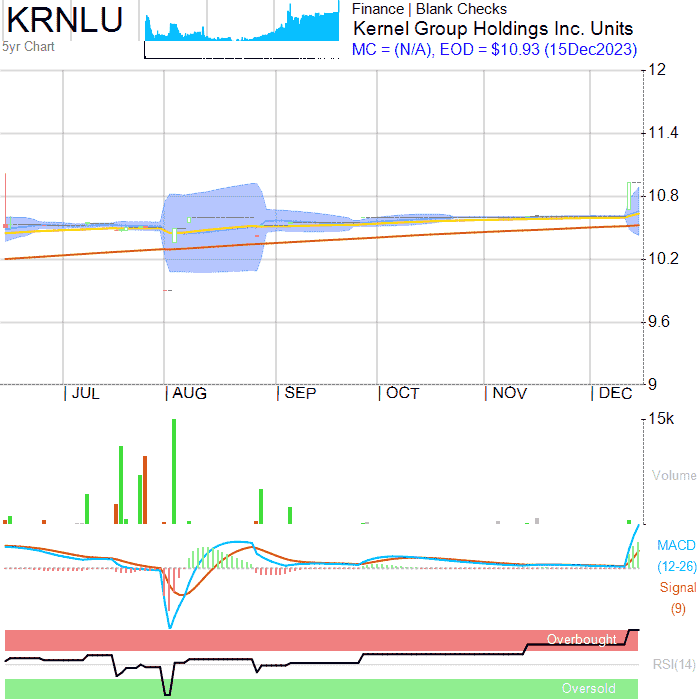 KRNLU
5yr Chart
Finance | Blank Checks
Kernel Group Holdings Inc. Units
MC = (N/A), EOD = $10.93 (15Dec2023)
12
11.4
10.8
10.2
9.6
9
JUL AUG SEP OCT NOV DEC
15k
Volume
MACD
(12-26)
Signal
(9)
Overbought
RSI(14)
Oversold